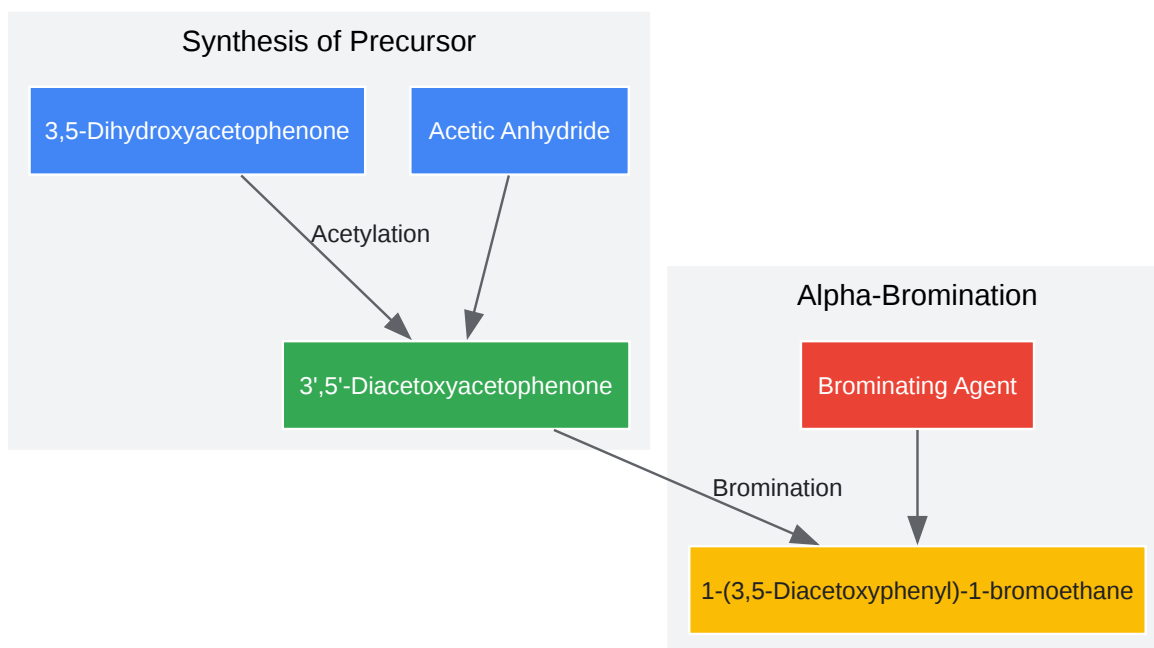 Synthesis of Precursor
3,5-Dihydroxyacetophenone
Acetic Anhydride
Acetylation
3',5'-Diacetoxyacetophenone
Alpha-Bromination
Brominating Agent
Bromination
1-(3,5-Diacetoxyphenyl)-1-bromoethane